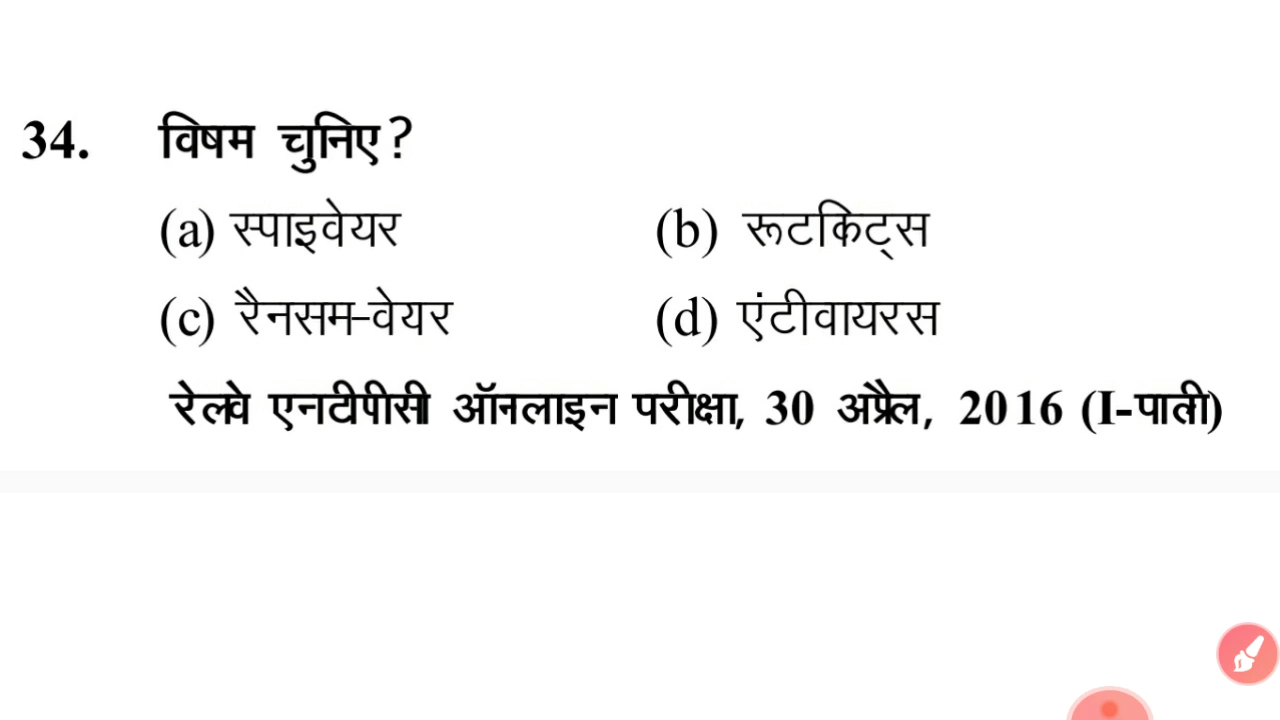 34. विषम चुनिए?
(a) स्पाइवेयर (b) रूटकिट्स
(c) रैनसम-वेयर (d) एंटीवायरस
रेलवे एनटीपीसी ऑनलाइन परीक्षा, 30 अप्रैल, 2016 (I-पाली)